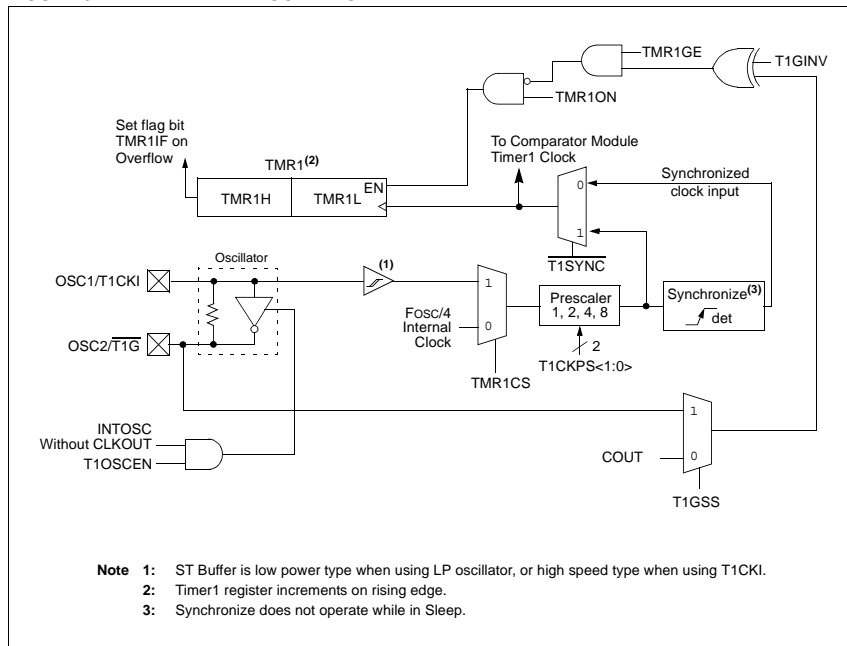 TMR1GE
T1GINV
TMR1ON
Set flag bit
TMR1IF on
Overflow
To Comparator Module
Timer1 Clock
TMR1(2)
EN
TMR1H
TMR1L
0
1
Synchronized
clock input
T1SYNC
Oscillator
(1)
OSC1/T1CKI
OSC2/T1G
1
0
FOSC/4
Internal
Clock
Prescaler
1, 2, 4, 8
Synchronize(3)
det
2
T1CKPS<1:0>
TMR1CS
INTOSC
Without CLKOUT
T1OSCEN
1
0
COUT
T1GSS
Note 1: ST Buffer is low power type when using LP oscillator, or high speed type when using T1CKI.
2: Timer1 register increments on rising edge.
3: Synchronize does not operate while in Sleep.